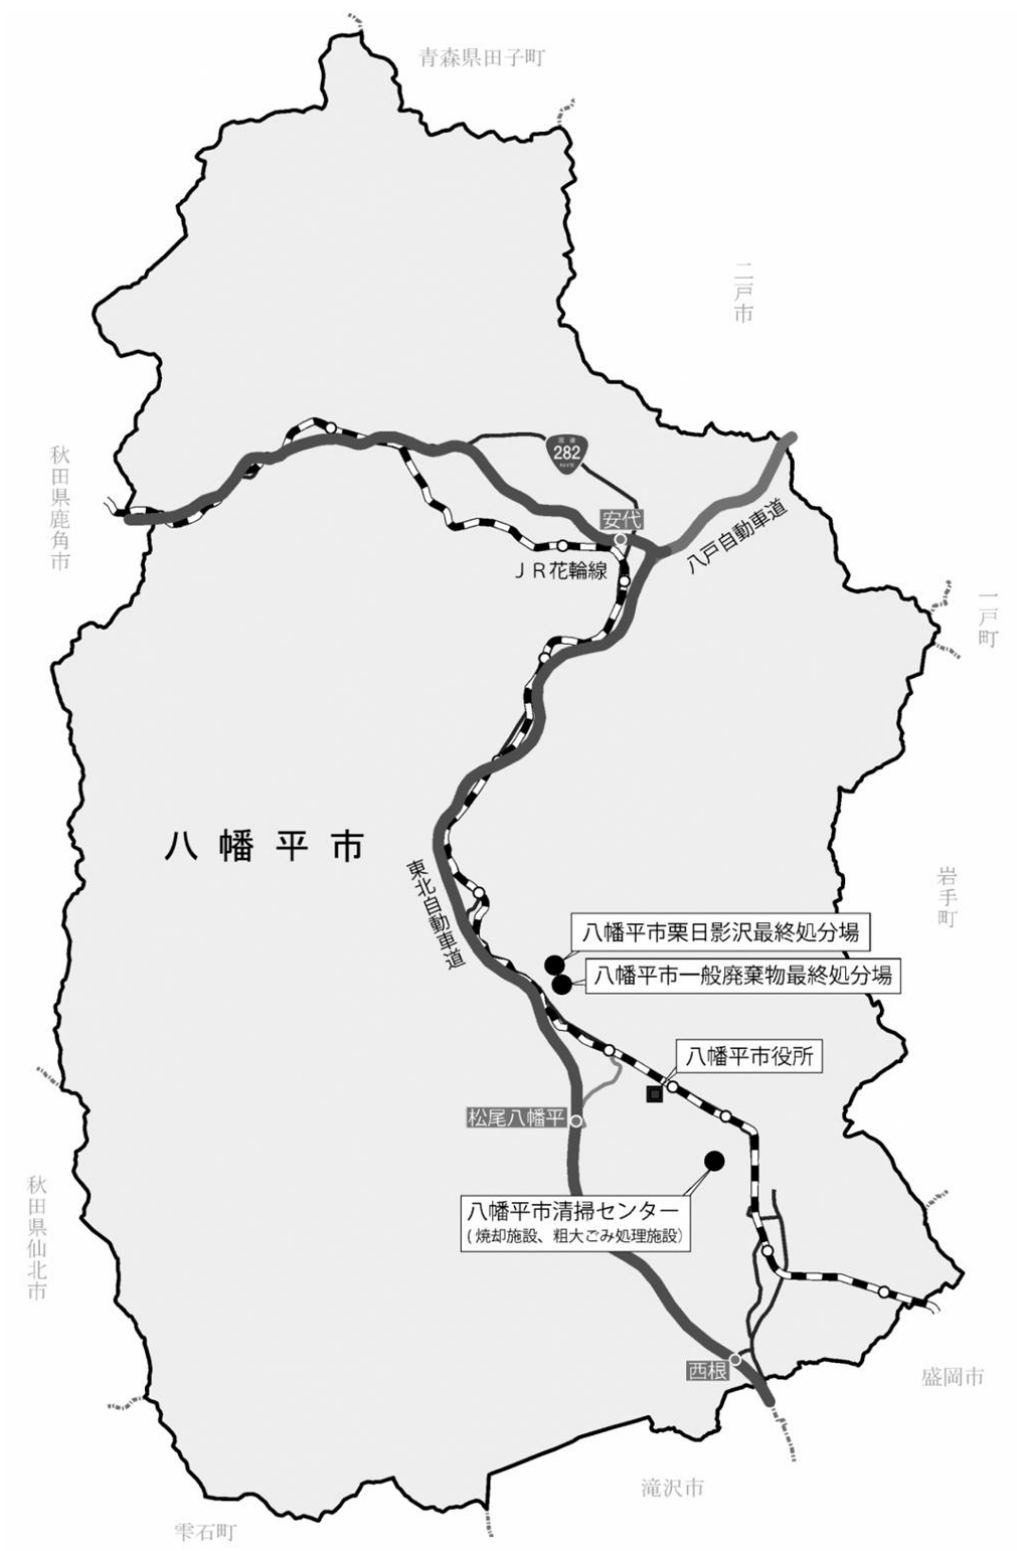 青森県田子町
二戸市
282
秋田県鹿角市
安代
八戸自動車道
JR花輪線
一戸町
八幡平市
東北自動車道
岩手町
八幡平市栗日影沢最終処分場
八幡平市一般廃棄物最終処分場
八幡平市役所
松尾八幡平
八幡平市清掃センター
(焼却施設、粗大ごみ処理施設)
秋田県仙北市
西根
盛岡市
滝沢市
雫石町